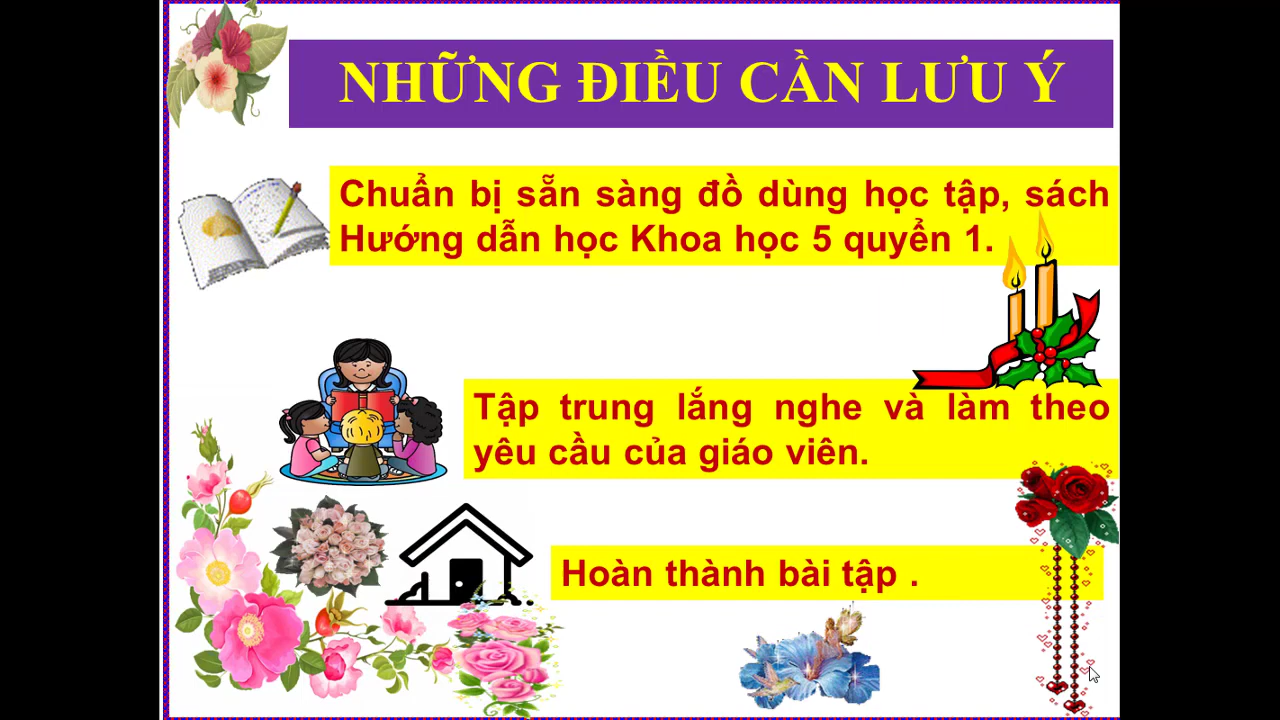 NHỮNG ĐIỀU CẦN LƯU Ý
Chuẩn bị sẵn sàng đồ dùng học tập, sách
Hướng dẫn học Khoa học 5 quyển 1.
Tập trung lắng nghe và làm theo
yêu cầu của giáo viên.
Hoàn thành bài tập .